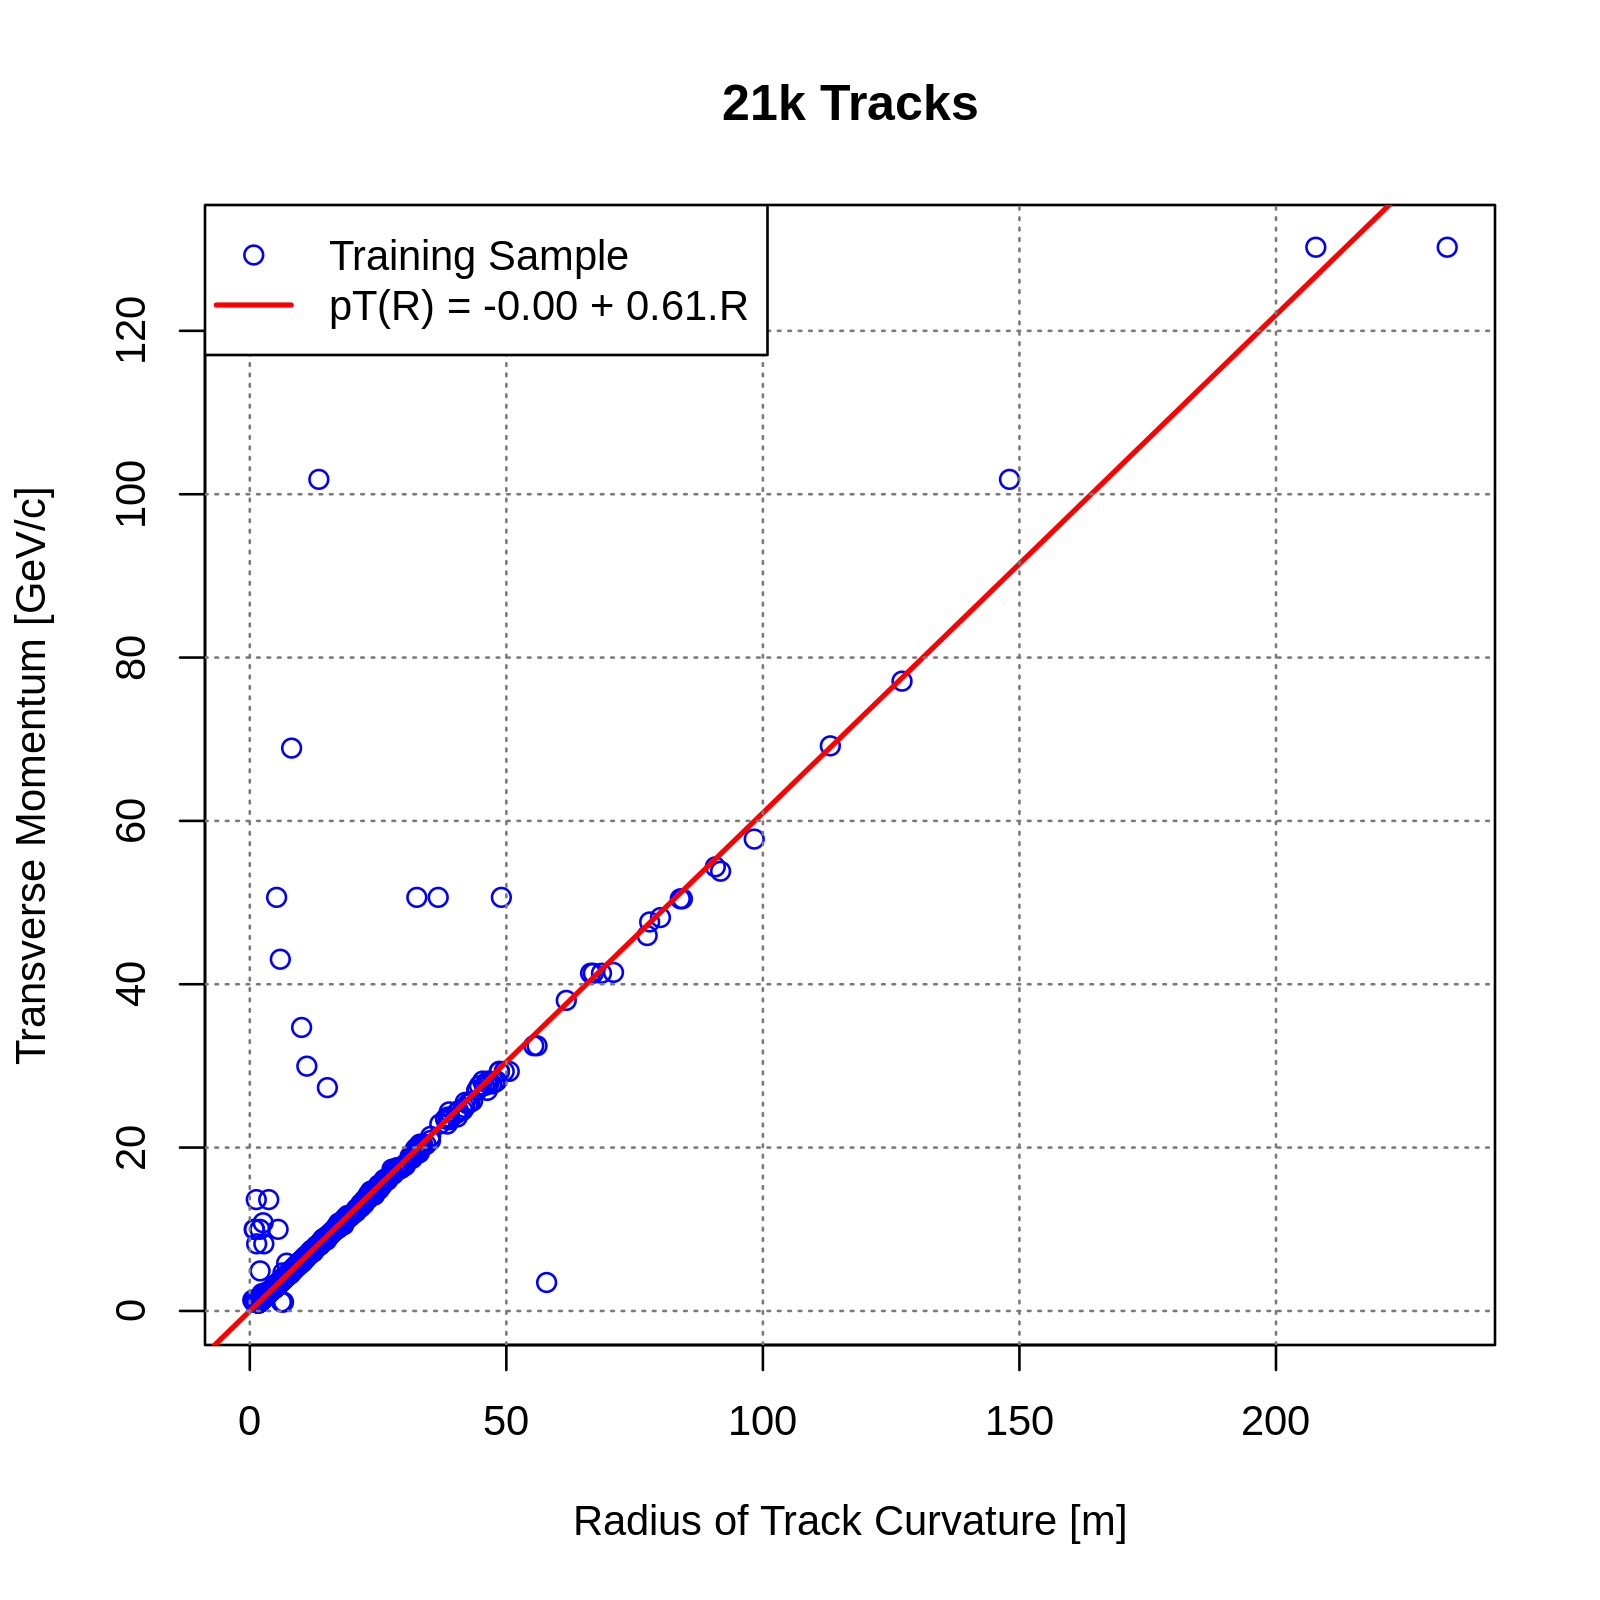 21k Tracks
Training Sample
pT(R) = -0.00 + 0.61.R
Transverse Momentum [GeV/c]
120
100
80
60
40
20
0
0 50 100 150 200
Radius of Track Curvature [m]